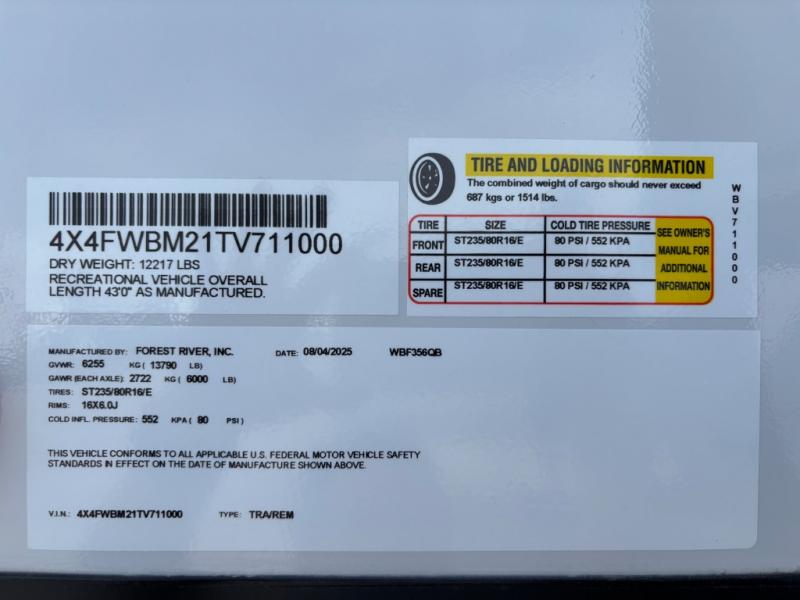 4X4FWBM21TV711000
DRY WEIGHT: 12217 LBS
RECREATIONAL VEHICLE OVERALL
LENGTH 43'0" AS MANUFACTURED.
TIRE AND LOADING INFORMATION
The combined weight of cargo should never exceed
687 kgs or 1514 lbs.
TIRE SIZE COLD TIRE PRESSURE
FRONT ST235/80R16/E 80 PSI / 552 KPA
REAR ST235/80R16/E 80 PSI / 552 KPA
SPARE ST235/80R16/E 80 PSI / 552 KPA
SEE OWNER'S
MANUAL FOR
ADDITIONAL
INFORMATION
WBV711000
MANUFACTURED BY: FOREST RIVER, INC. DATE: 08/04/2025 WBF356QB
GVWR: 6255 KG ( 13790 LB)
GAWR (EACH AXLE): 2722 KG ( 6000 LB)
TIRES: ST235/80R16/E
RIMS: 16X6.0J
COLD INFL. PRESSURE: 552 KPA ( 80 PSI )
THIS VEHICLE CONFORMS TO ALL APPLICABLE U.S. FEDERAL MOTOR VEHICLE SAFETY
STANDARDS IN EFFECT ON THE DATE OF MANUFACTURE SHOWN ABOVE.
V.I.N.: 4X4FWBM21TV711000 TYPE: TRA/REM